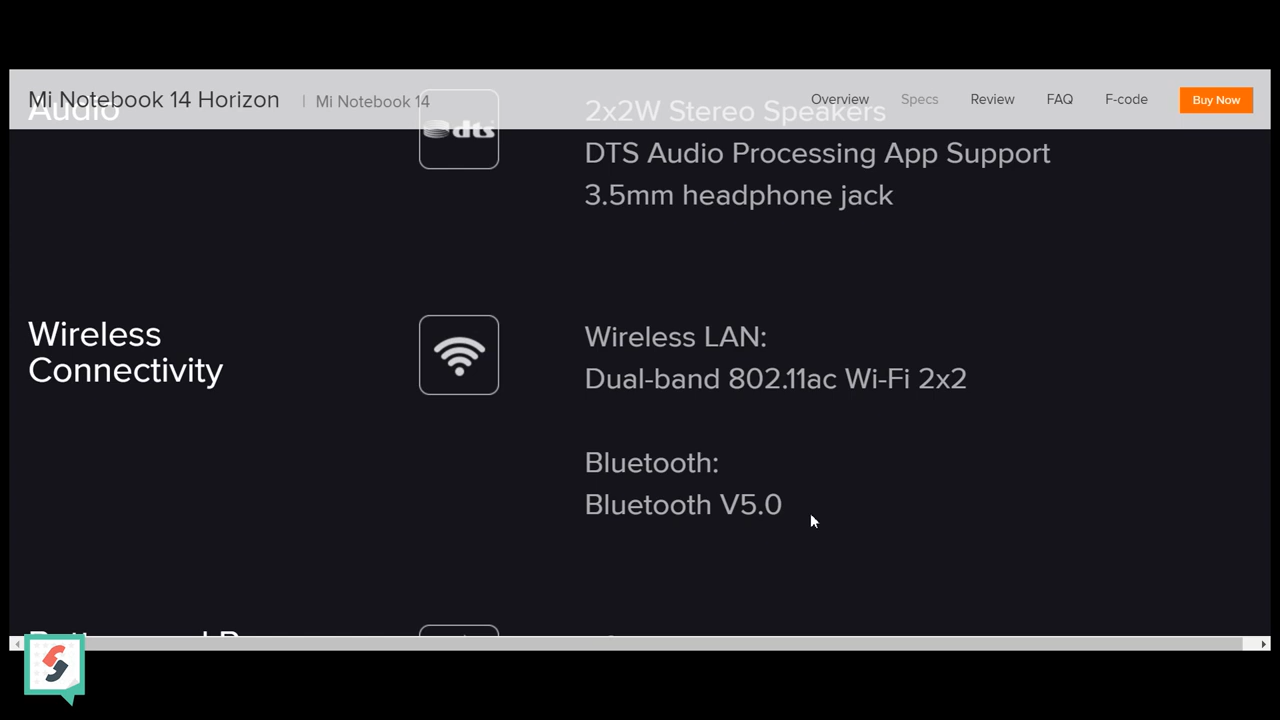 Mi Notebook 14 Horizon | Mi Notebook 14 Overview Specs Review FAQ F-code Buy Now
Audio
dts
2x2W Stereo Speakers
DTS Audio Processing App Support
3.5mm headphone jack
Wireless
Connectivity
Wireless LAN:
Dual-band 802.11ac Wi-Fi 2x2
Bluetooth:
Bluetooth V5.0